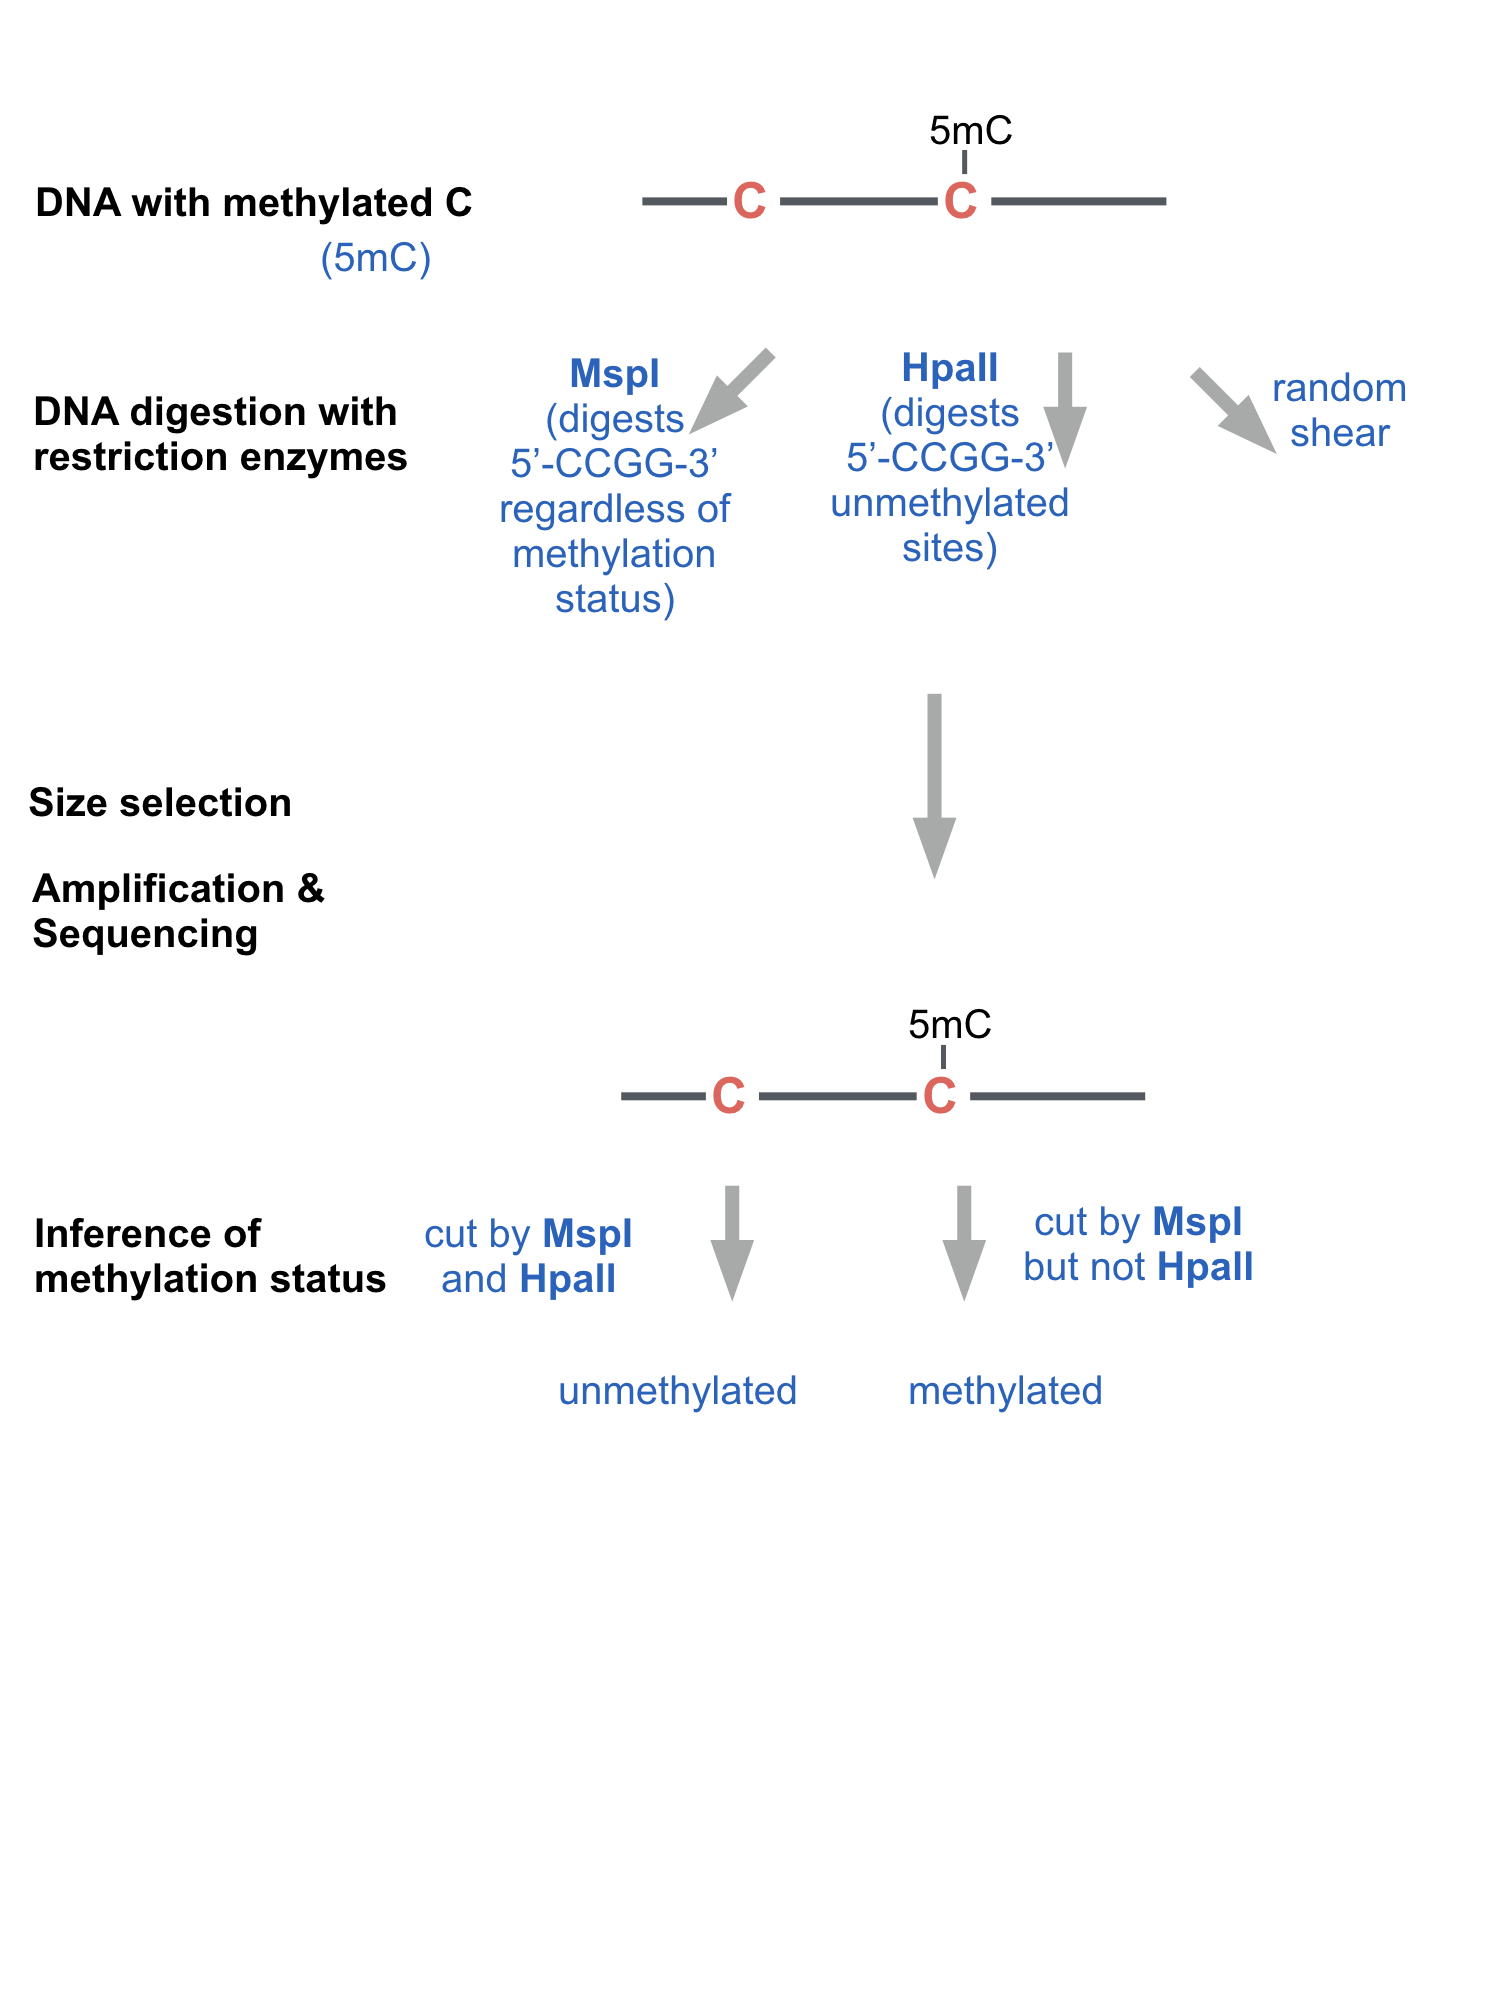 5mC
DNA with methylated C
C
C
(5mC)
DNA digestion with
restriction enzymes
MspI
(digests
5’-CCGG-3’
regardless of
methylation
status)
HpaII
(digests
5’-CCGG-3’
unmethylated
sites)
random
shear
Size selection
Amplification &
Sequencing
5mC
C
C
Inference of
methylation status
cut by MspI
and HpaII
cut by MspI
but not HpaII
unmethylated
methylated